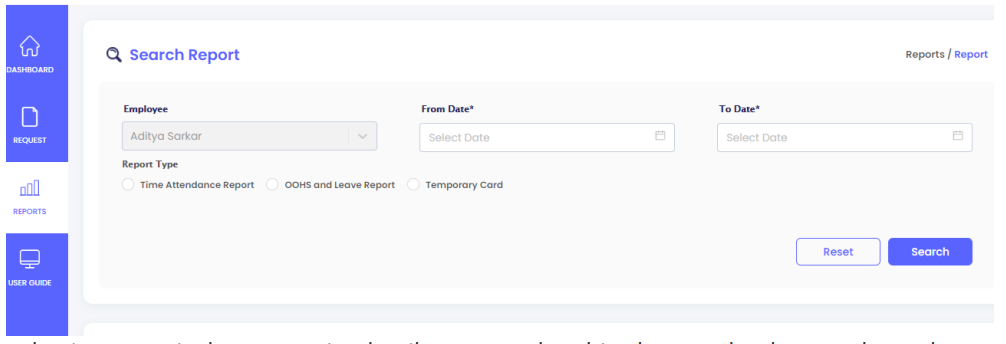 DASHBOARD
REQUEST
REPORTS
USER GUIDE
Search Report
Reports / Report
Employee
From Date*
To Date*
Aditya Sarkar
Select Date
Select Date
Report Type
Time Attendance Report
OOHS and Leave Report
Temporary Card
Reset
Search